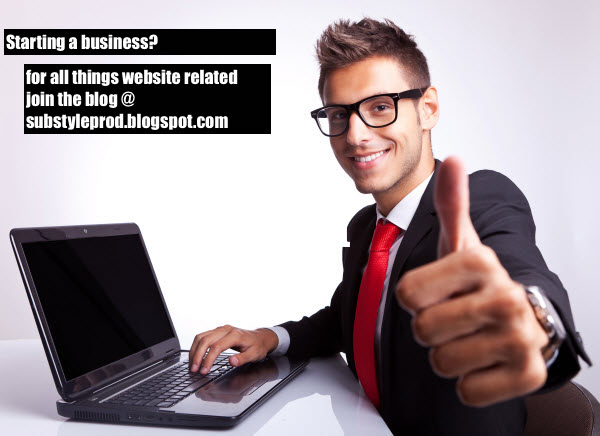 Starting a business?
for all things website related
join the blog @
substyleprod.blogspot.com